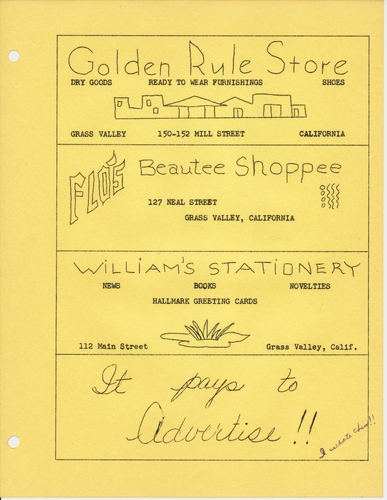 Golden Rule Store
DRY GOODS READY TO WEAR FURNISHINGS SHOES
GRASS VALLEY 150-152 MILL STREET CALIFORNIA
FLO'S Beautee Shoppee
127 NEAL STREET
GRASS VALLEY, CALIFORNIA
WILLIAM'S STATIONERY
NEWS BOOKS NOVELTIES
HALLMARK GREETING CARDS
112 Main Street Grass Valley, Calif.
It pays to
Advertise!!
I wrote this!!